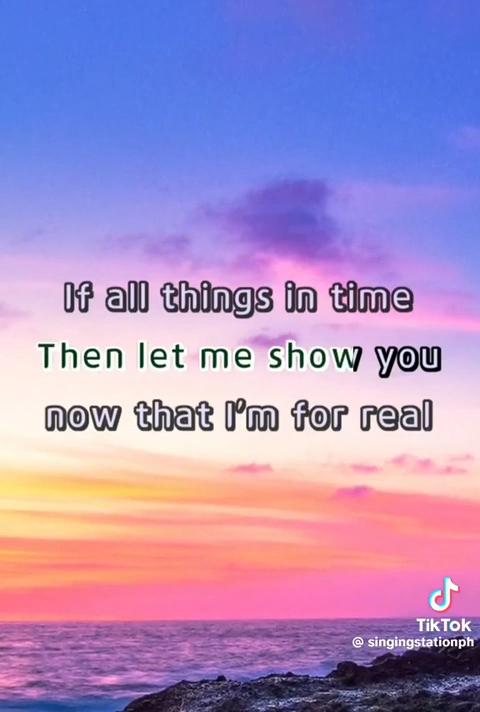 If all things in time
Then let me show you
now that I'm for real
TikTok
@ singingstationph